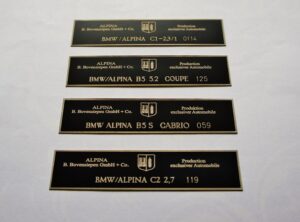 ALPINA Production
B. Bovensiepen GmbH + Co. exclusiver Automobile
BMW/ALPINA C1-2,3/1 0114
ALPINA Production
B. Bovensiepen GmbH + Co. exclusiver Automobile
BMW/ALPINA B5 5.2 COUPE 125
ALPINA Production
B. Bovensiepen GmbH + Co. exclusiver Automobile
BMW ALPINA B5 S CABRIO 059
ALPINA Production
B. Bovensiepen GmbH + Co. exclusiver Automobile
BMW/ALPINA C2 2,7 119